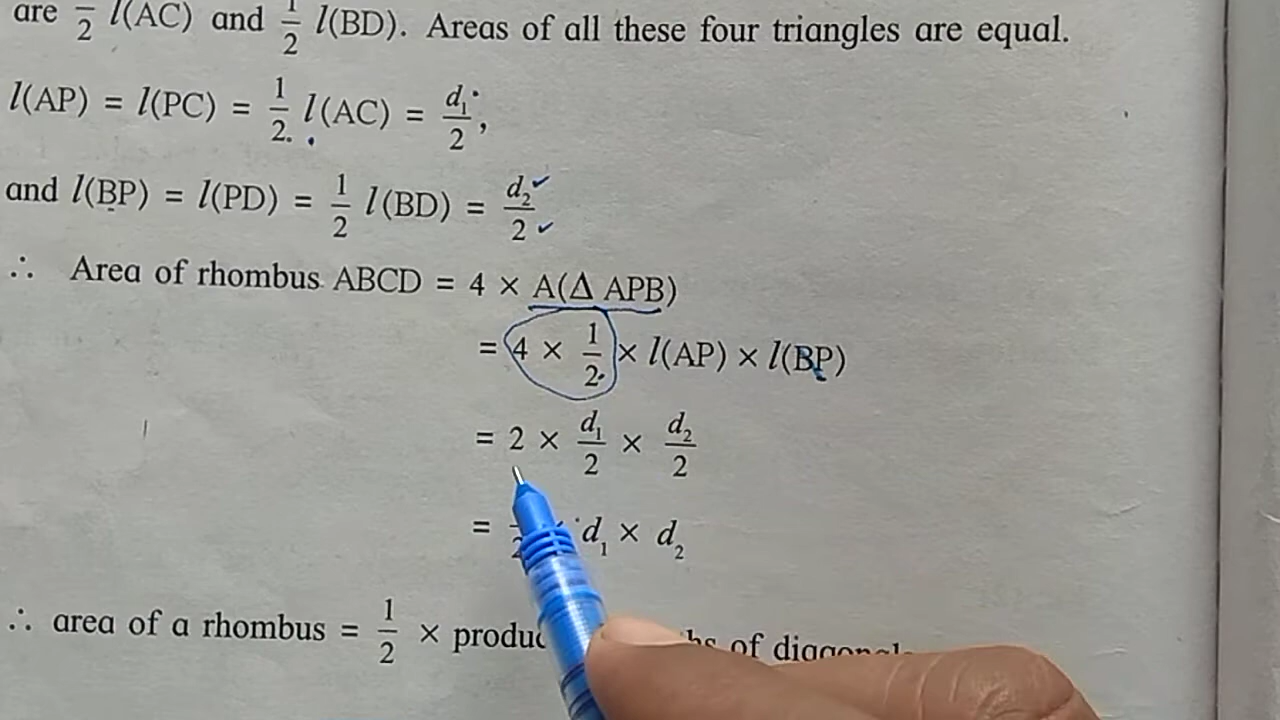 are 1/2 l(AC) and 1/2 l(BD). Areas of all these four triangles are equal.
l(AP) = l(PC) = 1/2 l(AC) = d₁/2,
and l(BP) = l(PD) = 1/2 l(BD) = d₂/2
∴ Area of rhombus ABCD = 4 × A(Δ APB)
= 4 × 1/2 × l(AP) × l(BP)
= 2 × d₁/2 × d₂/2
= d₁ × d₂
∴ area of a rhombus = 1/2 × of